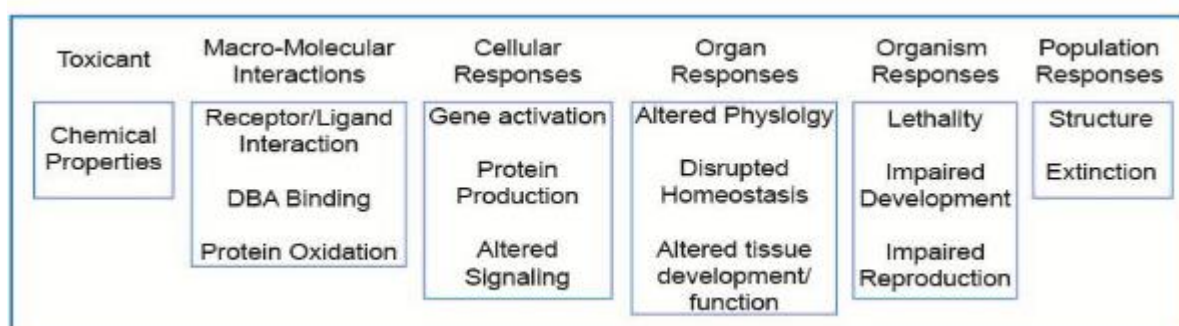 Toxicant
Macro-Molecular
Interactions
Cellular
Responses
Organ
Responses
Organism
Responses
Population
Responses
Chemical
Properties
Receptor/Ligand
Interaction
DBA Binding
Protein Oxidation
Gene activation
Protein
Production
Altered
Signaling
Altered Physlolgy
Disrupted
Homeostasis
Altered tissue
development/
function
Lethality
Impaired
Development
Impaired
Reproduction
Structure
Extinction